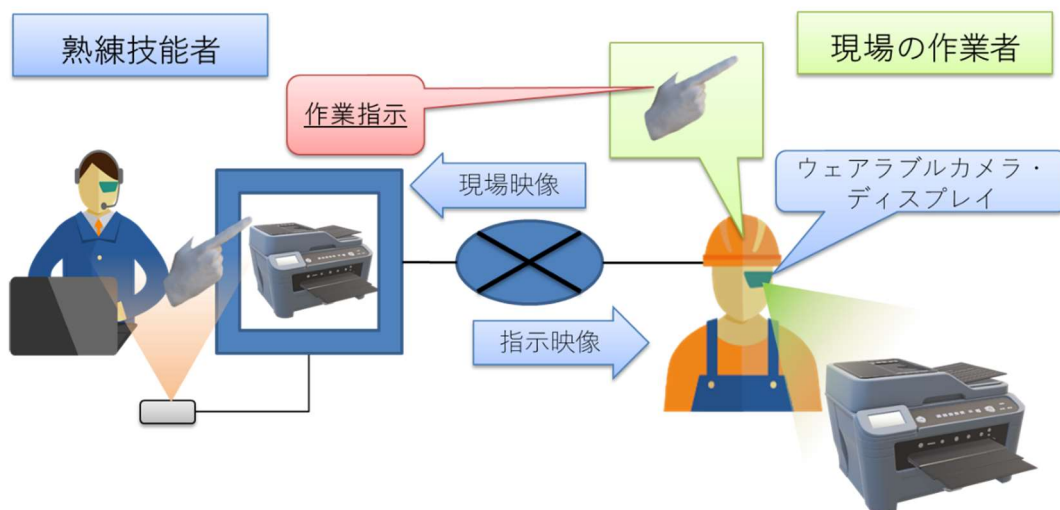 熟練技能者
現場の作業者
作業指示
現場映像
ウェアラブルカメラ・
ディスプレイ
指示映像